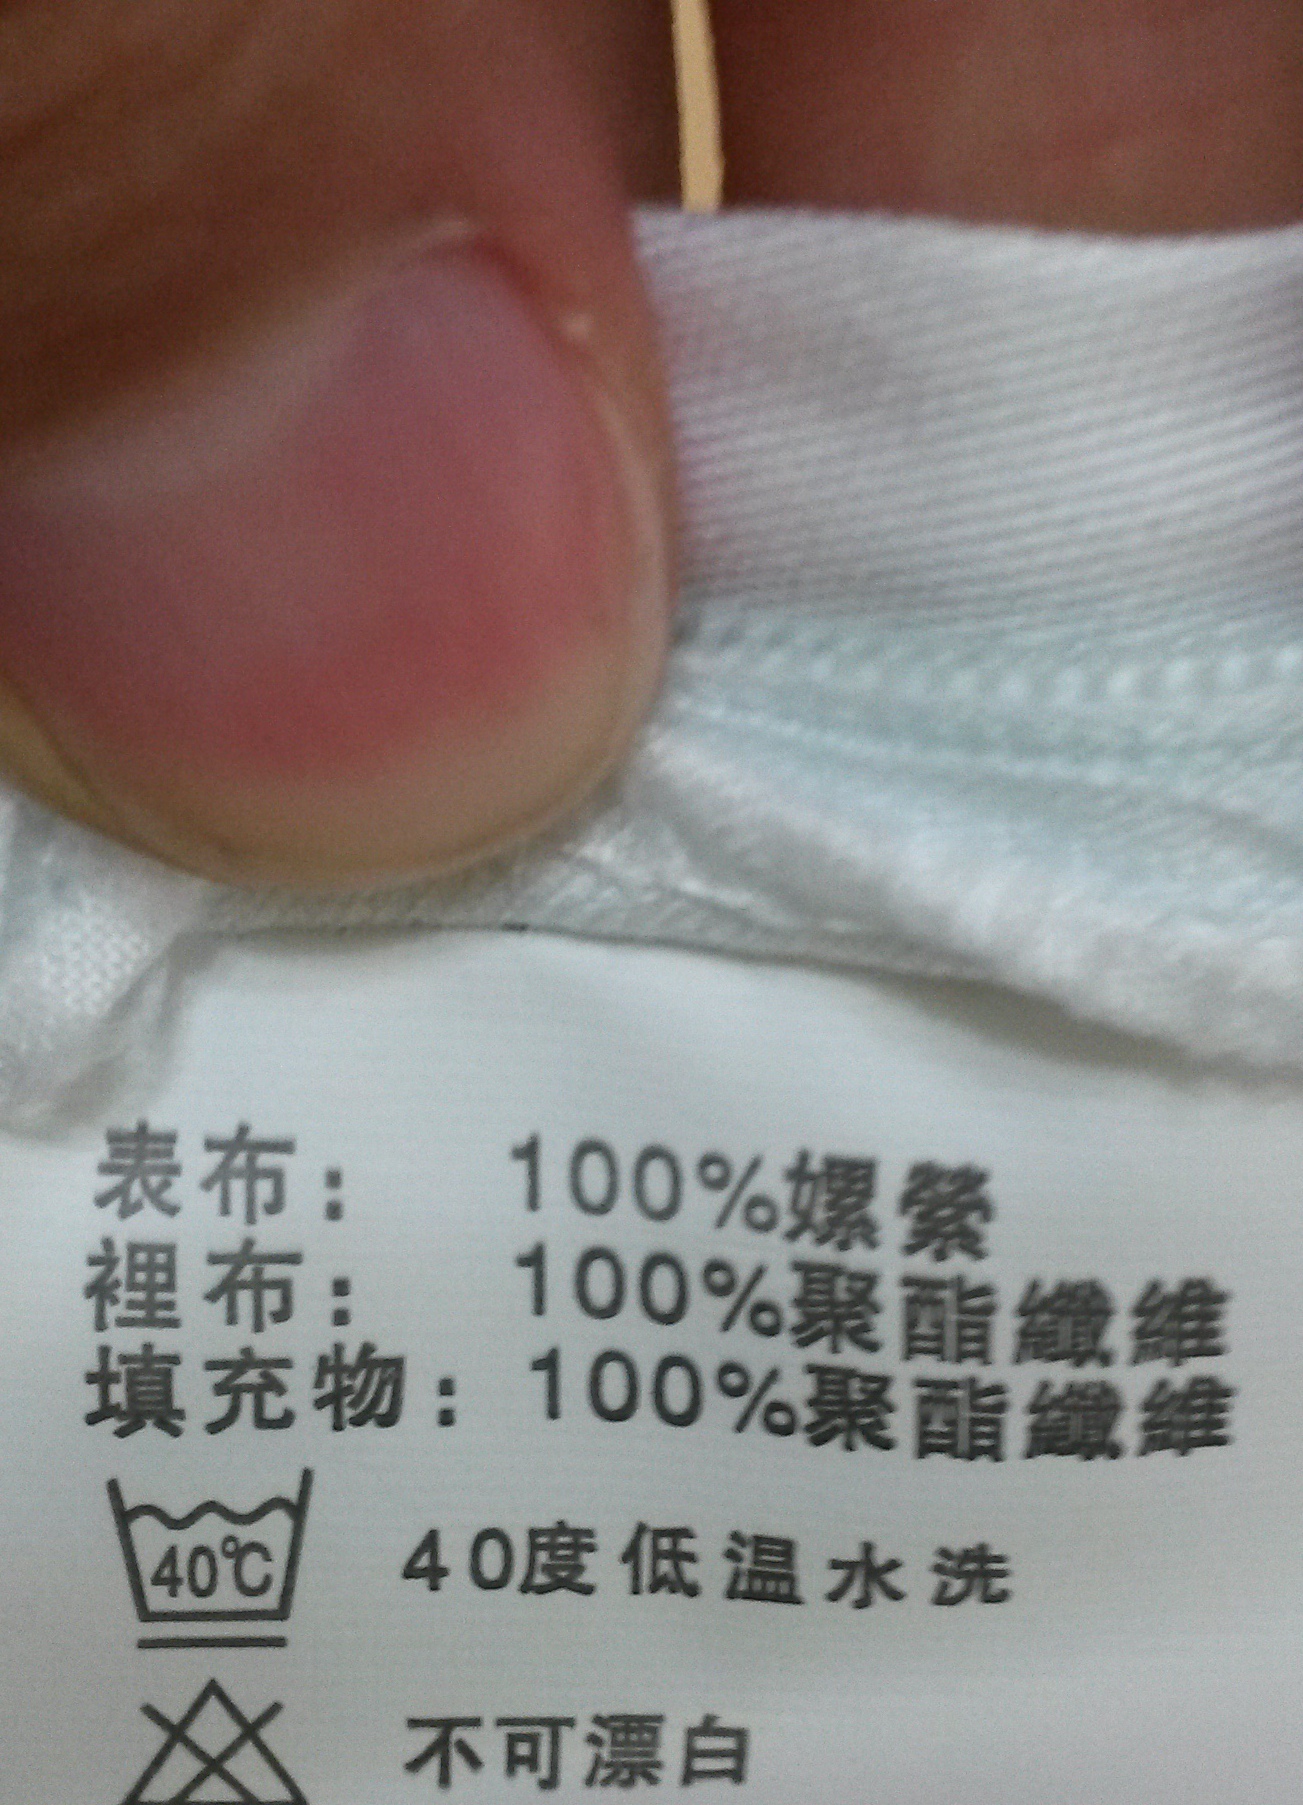 表布： 100%嫘縈
裡布： 100%聚酯纖維
填充物：100%聚酯纖維
40℃ 40度低温水洗
不可漂白